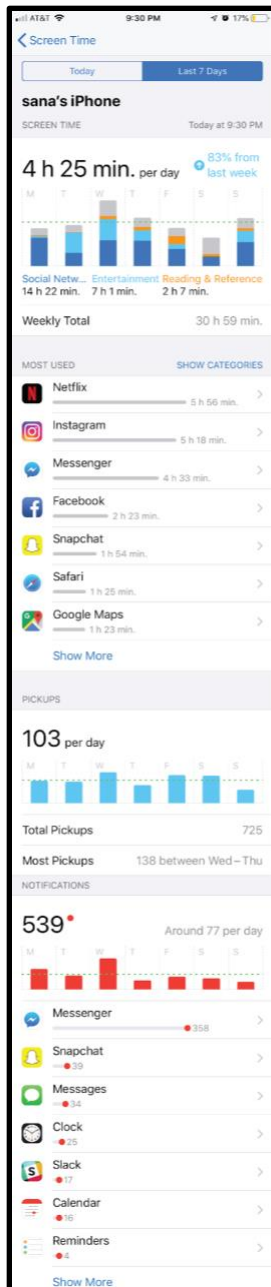 AT&T 9:30 PM 17%
Screen Time
Today Last 7 Days
sana's iPhone
SCREEN TIME Today at 9:30 PM
4 h 25 min. per day 83% from last week
M T W T F S S
Social Netw... Entertainment Reading & Reference
14 h 22 min. 7 h 1 min. 2 h 7 min.
Weekly Total 30 h 59 min.
MOST USED SHOW CATEGORIES
Netflix
5 h 56 min.
Instagram
5 h 18 min.
Messenger
4 h 33 min.
Facebook
2 h 23 min.
Snapchat
1 h 54 min.
Safari
1 h 25 min.
Google Maps
1 h 23 min.
Show More
PICKUPS
103 per day
M T W T F S S
Total Pickups 725
Most Pickups 138 between Wed – Thu
NOTIFICATIONS
539 Around 77 per day
M T W T F S S
Messenger
358
Snapchat
39
Messages
34
Clock
25
Slack
17
Calendar
16
Reminders
4
Show More